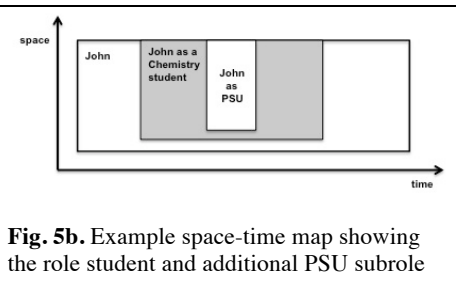 space
John
John as a
Chemistry
student
John
as
PSU
time
Fig. 5b. Example space-time map showing
the role student and additional PSU subrole